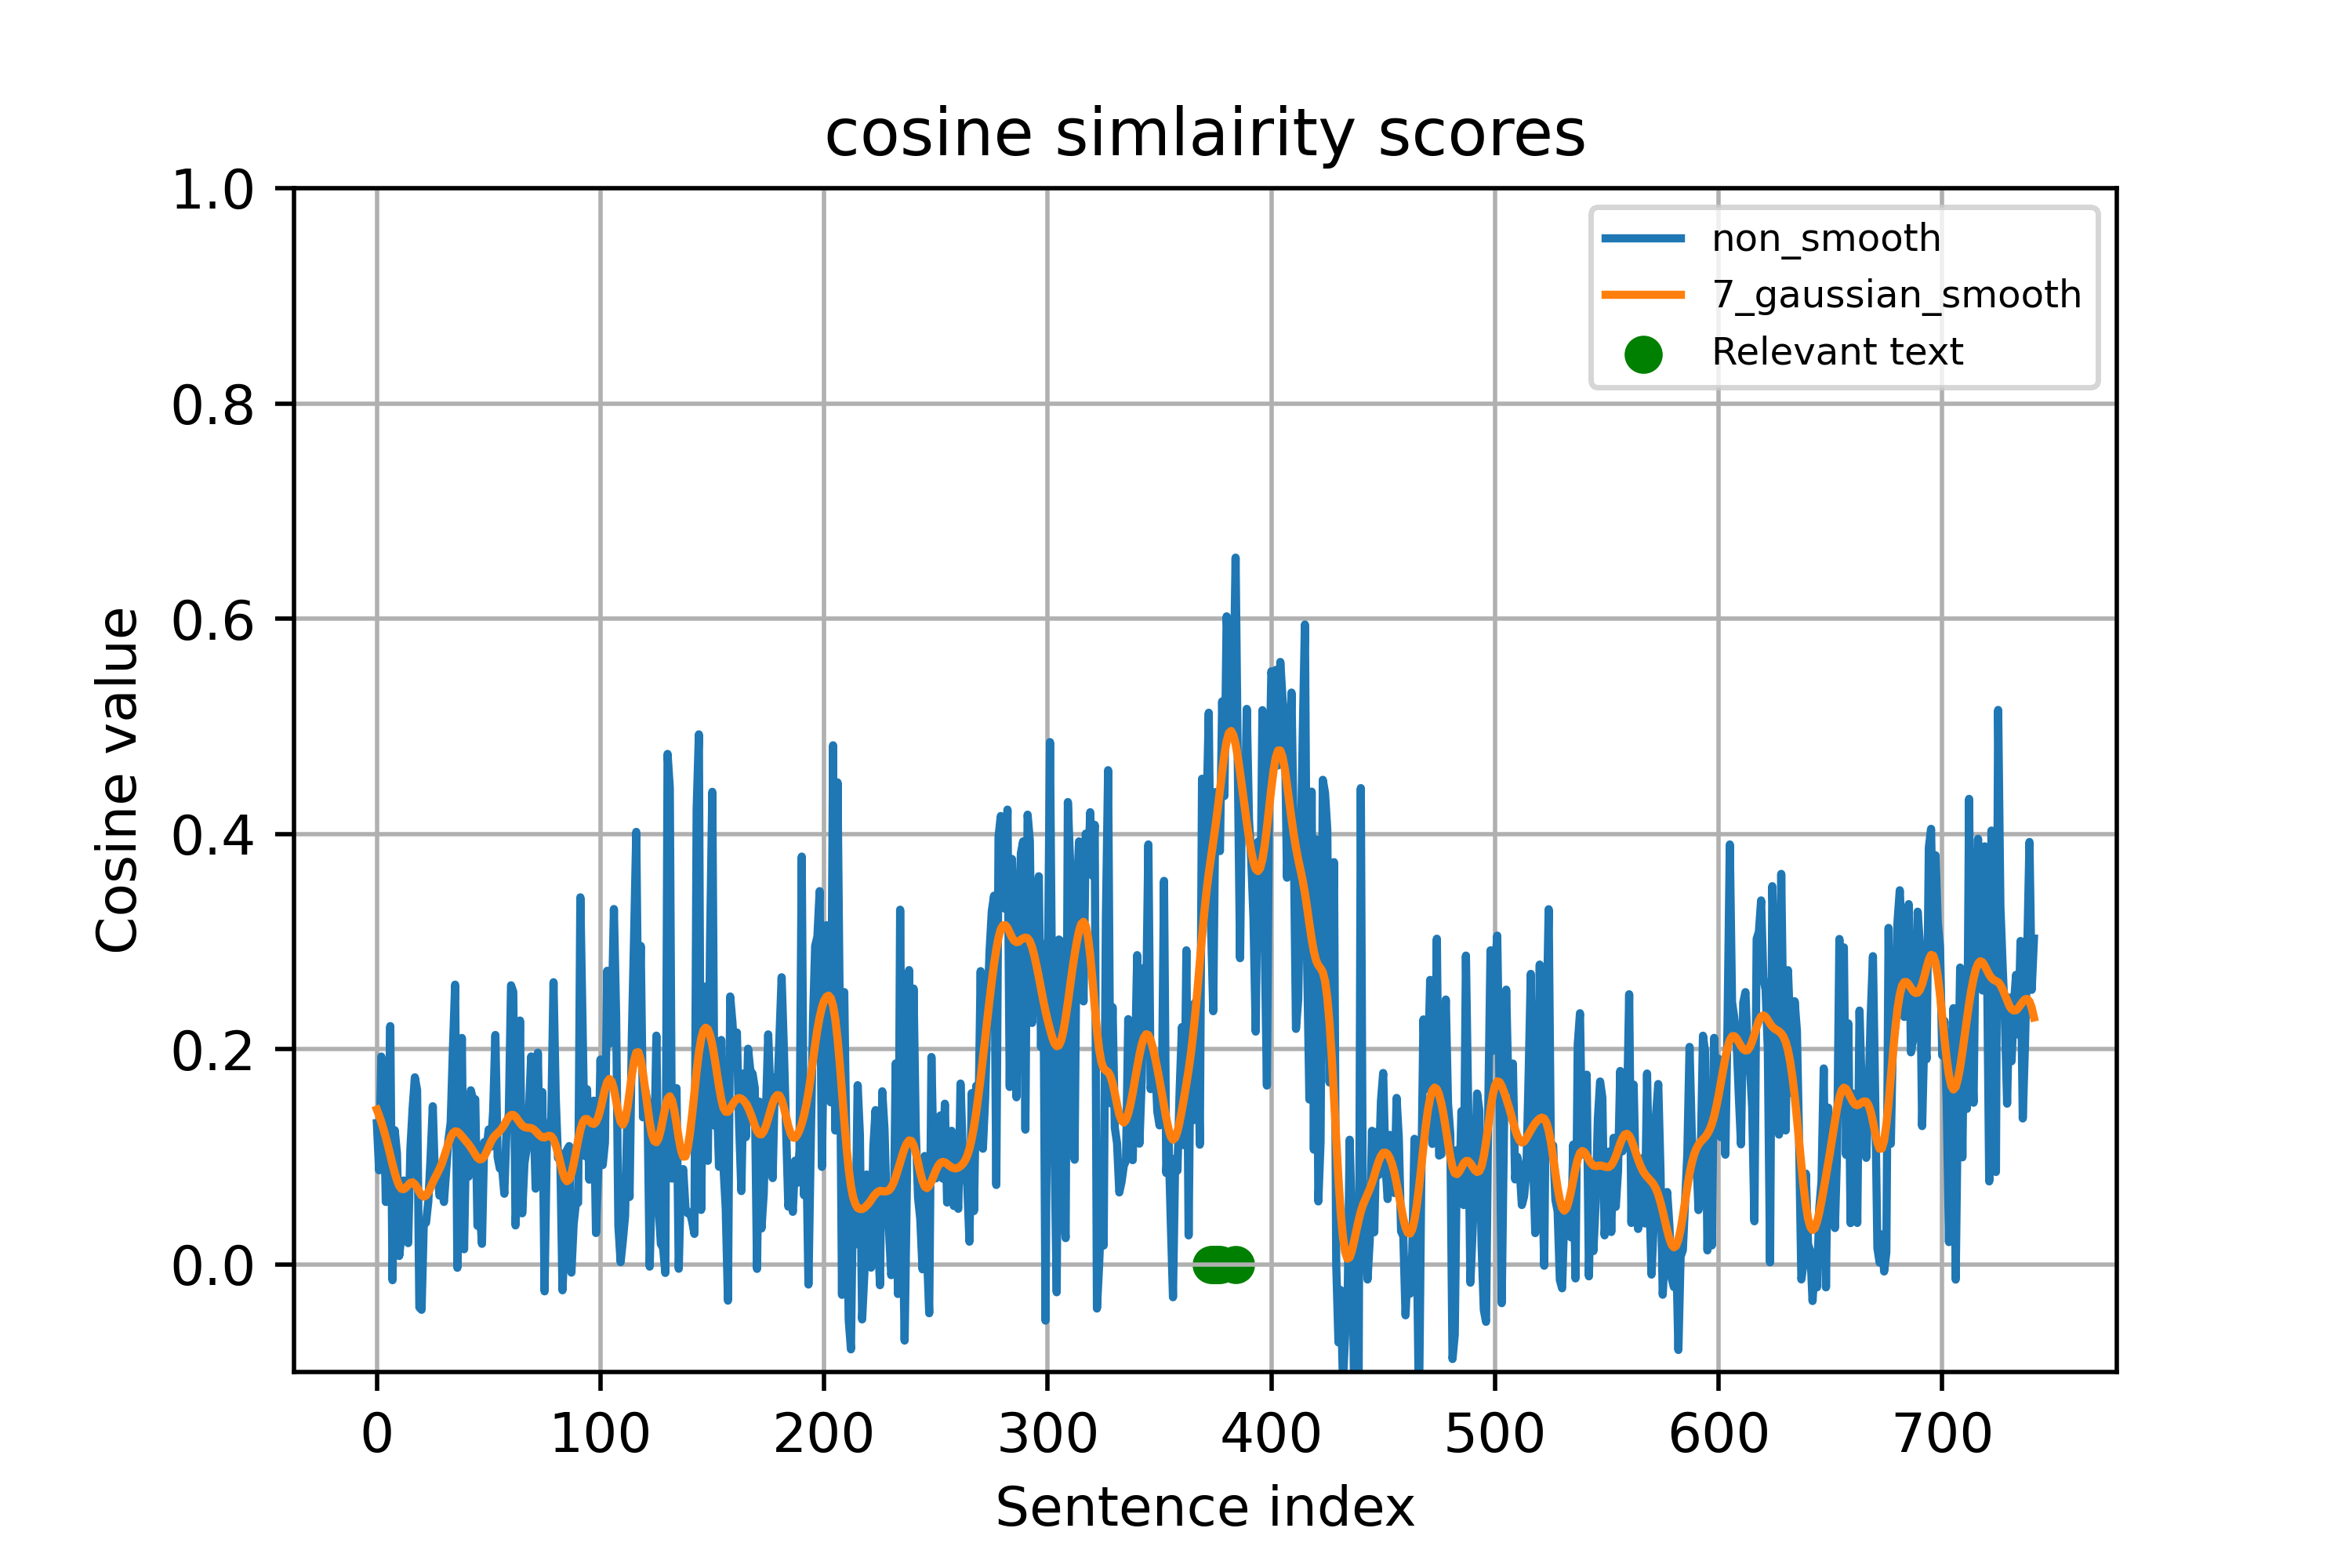 cosine simlairity scores
1.0
0.8
0.6
0.4
0.2
0.0
Cosine value
non_smooth
7_gaussian_smooth
Relevant text
0 100 200 300 400 500 600 700
Sentence index